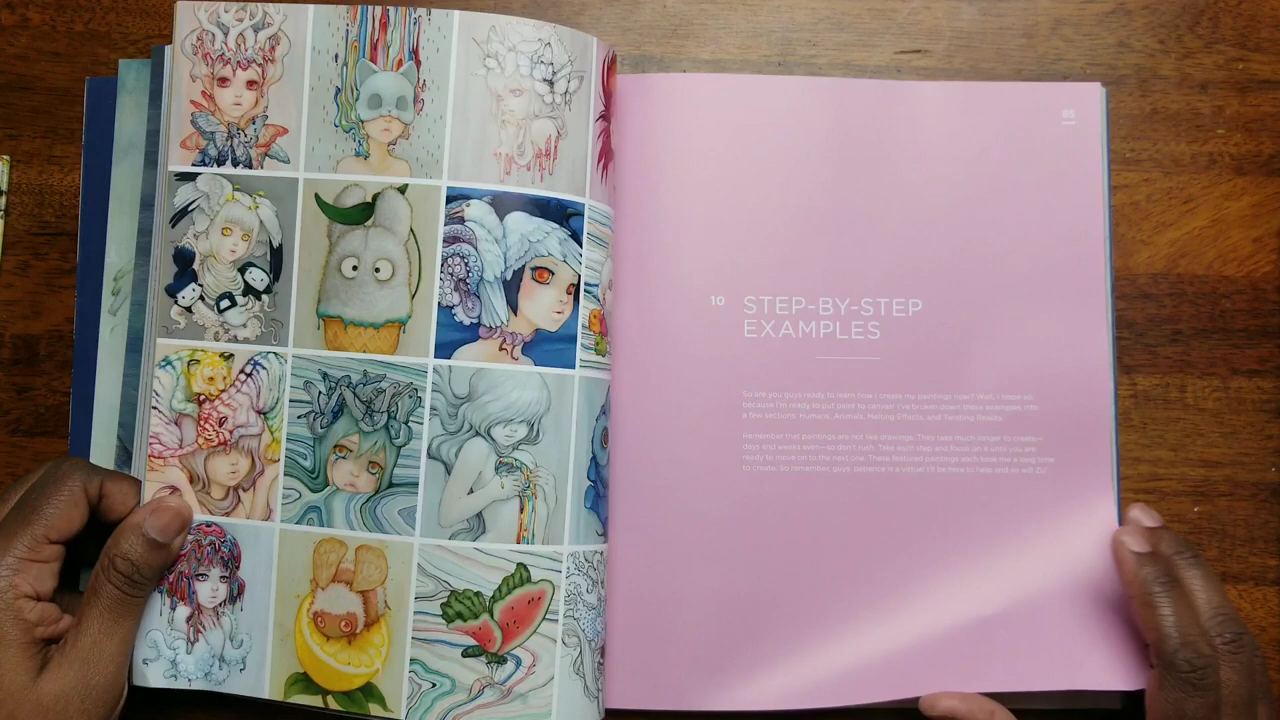 85
10 STEP-BY-STEP
EXAMPLES
So are you guys ready to learn how I create my paintings now? Well, I hope so,
because I'm ready to put paint to canvas! I've broken down these examples into
a few sections: Humans, Animals, Melting Effects, and Twisting Reality.
Remember that paintings are not like drawings. They take much longer to create—
days and weeks even—so don't rush. Take each step and focus on it until you are
ready to move on to the next one. These featured paintings each took me a long time
to create. So remember, guys, patience is a virtue! I'll be here to help and so will